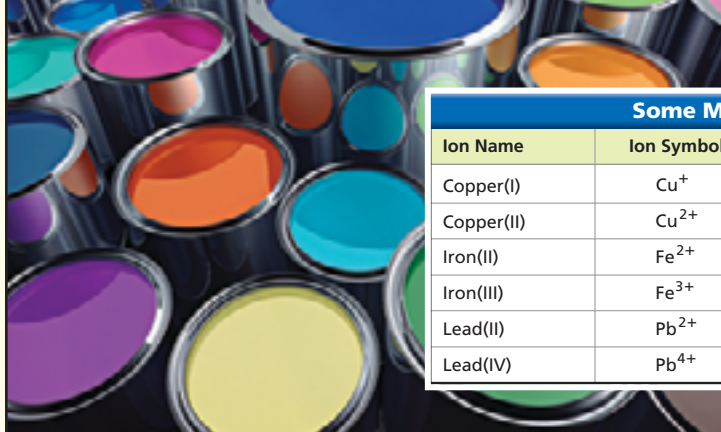 Some M
Ion Name Ion Symbol
Copper(I) Cu⁺
Copper(II) Cu²⁺
Iron(II) Fe²⁺
Iron(III) Fe³⁺
Lead(II) Pb²⁺
Lead(IV) Pb⁴⁺